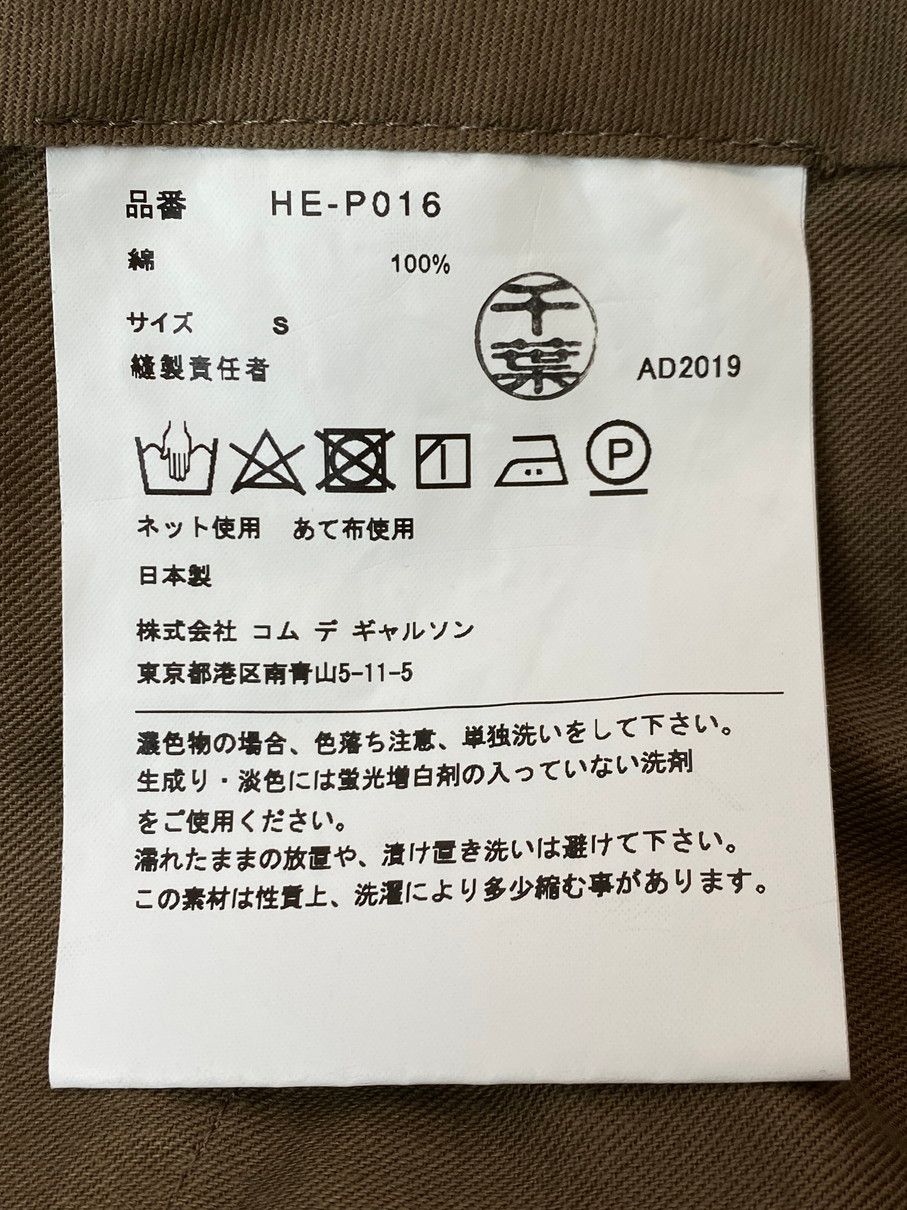 品番 HE-P016
綿 100%
サイズ S
縫製責任者 千葉 AD2019
P
ネット使用 あて布使用
日本製
株式会社 コム デ ギャルソン
東京都港区南青山5-11-5
濃色物の場合、色落ち注意、単独洗いをして下さい。
生成り・淡色には蛍光増白剤の入っていない洗剤
をご使用ください。
濡れたままの放置や、漬け置き洗いは避けて下さい。
この素材は性質上、洗濯により多少縮む事があります。